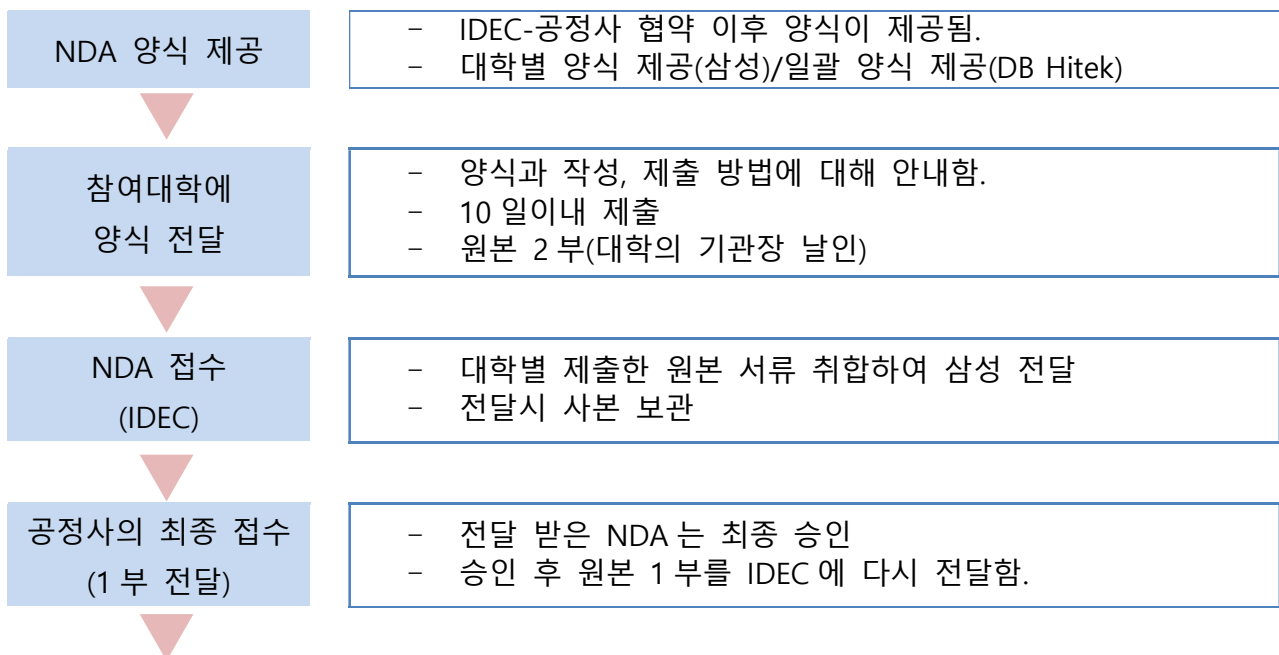 NDA 양식 제공
- IDEC-공정사 협약 이후 양식이 제공됨.
- 대학별 양식 제공(삼성)/일괄 양식 제공(DB Hitek)
참여대학에
양식 전달
- 양식과 작성, 제출 방법에 대해 안내함.
- 10 일이내 제출
- 원본 2 부(대학의 기관장 날인)
NDA 접수
(IDEC)
- 대학별 제출한 원본 서류 취합하여 삼성 전달
- 전달시 사본 보관
공정사의 최종 접수
(1 부 전달)
- 전달 받은 NDA 는 최종 승인
- 승인 후 원본 1 부를 IDEC 에 다시 전달함.